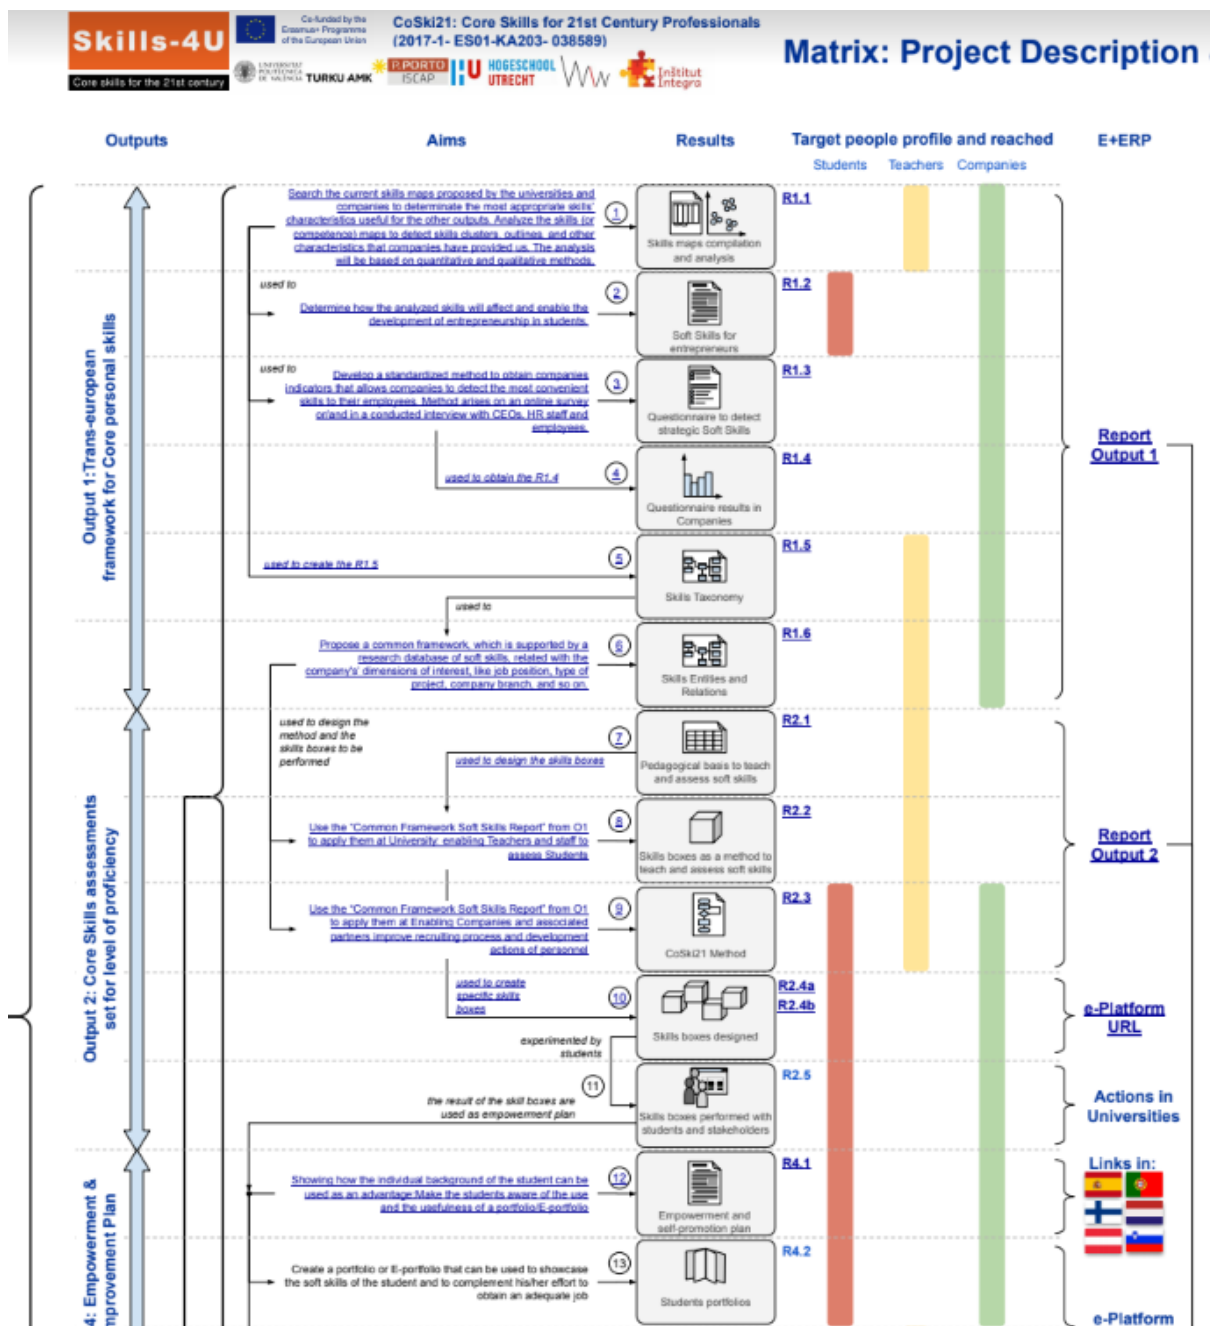 Skills-4U
Core skills for the 21st century
Co-funded by the
Erasmus+ Programme
of the European Union
CoSki21: Core Skills for 21st Century Professionals
(2017-1- ES01-KA203- 038589)
UNIVERSITAT
POLITÈCNICA
DE VALÈNCIA
TURKU AMK
P.PORTO
ISCAP
HU
HOGESCHOOL
UTRECHT
Inštitut
Integra
Matrix: Project Description
Outputs
Aims
Results
Target people profile and reached
E+ERP
Students
Teachers
Companies
Output 1:Trans-european
framework for Core personal skills
Search the current skills maps proposed by the universities and
companies to determinate the most appropriate skills'
characteristics useful for the other outputs. Analyze the skills (or
competence) maps to detect skills clusters, outlines, and other
characteristics that companies have provided us. The analysis
will be based on quantitative and qualitative methods.
1
Skills maps compilation
and analysis
R1.1
used to
Determine how the analyzed skills will affect and enable the
development of entrepreneurship in students.
2
Soft Skills for
entrepreneurs
R1.2
used to
Develop a standardized method to obtain companies
indicators that allows companies to detect the most convenient
skills to their employees. Method arises on an online survey
or/and in a conducted interview with CEOs, HR staff and
employees.
3
Questionnaire to detect
strategic Soft Skills
R1.3
used to obtain the R1.4
4
Questionnaire results in
Companies
R1.4
Report
Output 1
used to create the R1.5
5
Skills Taxonomy
R1.5
used to
Propose a common framework, which is supported by a
research database of soft skills, related with the
company's' dimensions of interest, like job position, type of
project, company branch, and so on.
6
Skills Entities and
Relations
R1.6
Output 2: Core Skills assessments
set for level of proficiency
used to design the
method and the
skills boxes to be
performed
used to design the skills boxes
7
Pedagogical basis to teach
and assess soft skills
R2.1
Use the "Common Framework Soft Skills Report" from O1
to apply them at University: enabling Teachers and staff to
assess Students
8
Skills boxes as a method to
teach and assess soft skills
R2.2
Report
Output 2
Use the "Common Framework Soft Skills Report" from O1
to apply them at Enabling Companies and associated
partners improve recruiting process and development
actions of personnel
9
CoSki21 Method
R2.3
used to create
specific skills
boxes
10
Skills boxes designed
R2.4a
R2.4b
e-Platform
URL
experimented by
students
11
the result of the skill boxes are
used as empowerment plan
Skills boxes performed with
students and stakeholders
R2.5
Actions in
Universities
4: Empowerment &
mprovement Plan
Showing how the individual background of the student can be
used as an advantage.Make the students aware of the use
and the usefulness of a portfolio/E-portfolio
12
Empowerment and
self-promotion plan
R4.1
Links in:
Create a portfolio or E-portfolio that can be used to showcase
the soft skills of the student and to complement his/her effort to
obtain an adequate job
13
Students portfolios
R4.2
e-Platform